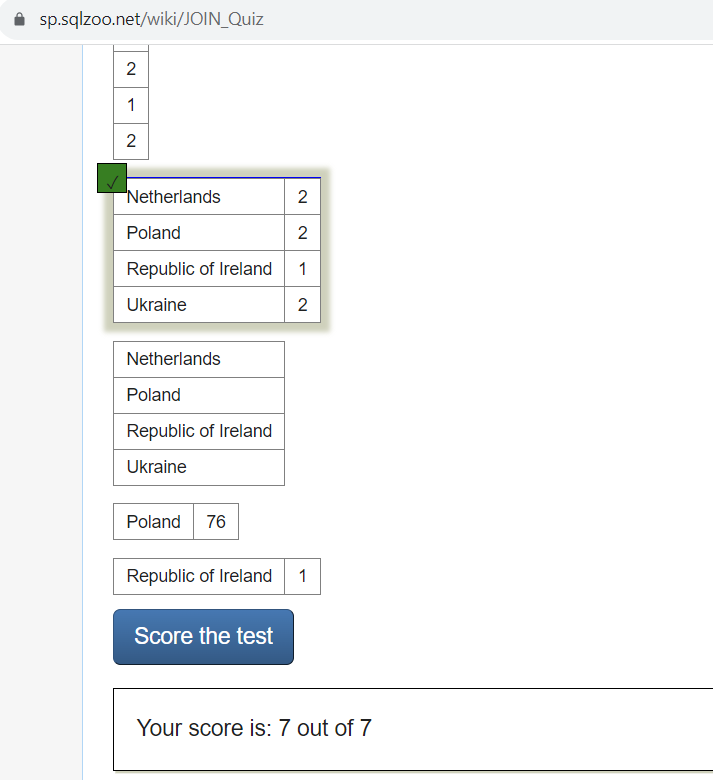 sp.sqlzoo.net/wiki/JOIN_Quiz
2
1
2
✓
Netherlands 2
Poland 2
Republic of Ireland 1
Ukraine 2
Netherlands
Poland
Republic of Ireland
Ukraine
Poland 76
Republic of Ireland 1
Score the test
Your score is: 7 out of 7